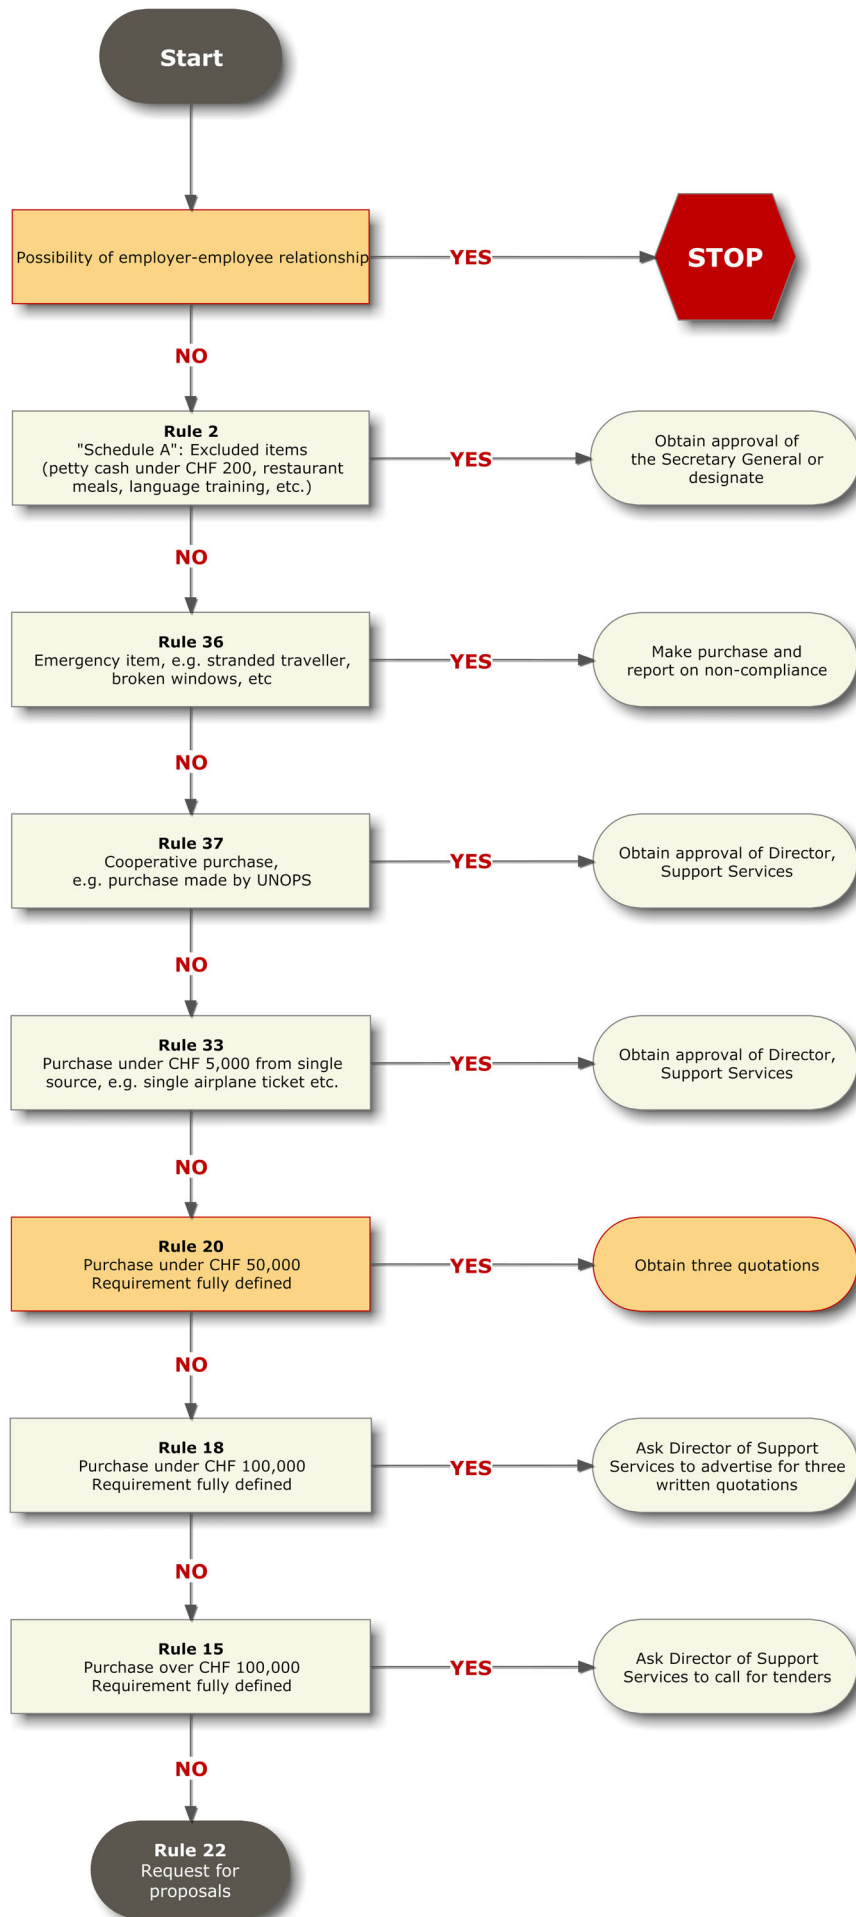 Start
Possibility of employer-employee relationship
YES
STOP
NO
Rule 2
"Schedule A": Excluded items
(petty cash under CHF 200, restaurant
meals, language training, etc.)
YES
Obtain approval of
the Secretary General or
designate
NO
Rule 36
Emergency item, e.g. stranded traveller,
broken windows, etc
YES
Make purchase and
report on non-compliance
NO
Rule 37
Cooperative purchase,
e.g. purchase made by UNOPS
YES
Obtain approval of Director,
Support Services
NO
Rule 33
Purchase under CHF 5,000 from single
source, e.g. single airplane ticket etc.
YES
Obtain approval of Director,
Support Services
NO
Rule 20
Purchase under CHF 50,000
Requirement fully defined
YES
Obtain three quotations
NO
Rule 18
Purchase under CHF 100,000
Requirement fully defined
YES
Ask Director of Support
Services to advertise for three
written quotations
NO
Rule 15
Purchase over CHF 100,000
Requirement fully defined
YES
Ask Director of Support
Services to call for tenders
NO
Rule 22
Request for
proposals